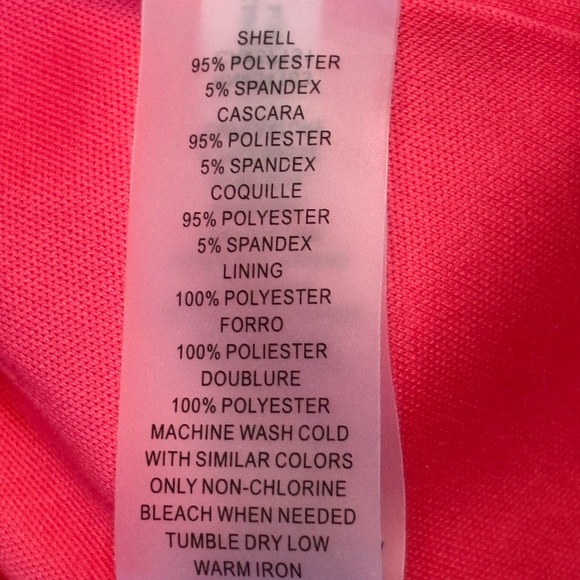 SHELL
95% POLYESTER
5% SPANDEX
CASCARA
95% POLIESTER
5% SPANDEX
COQUILLE
95% POLYESTER
5% SPANDEX
LINING
100% POLYESTER
FORRO
100% POLIESTER
DOUBLURE
100% POLYESTER
MACHINE WASH COLD
WITH SIMILAR COLORS
ONLY NON-CHLORINE
BLEACH WHEN NEEDED
TUMBLE DRY LOW
WARM IRON